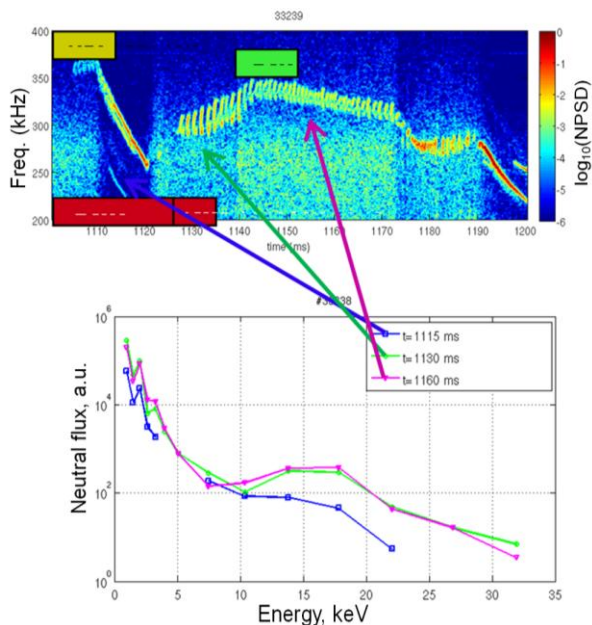 33239
400
350
300
250
200
Freq. (kHz)
1110 1120 1130 1140 1150 1160 1170 1180 1190 1200
time (ms)
0
-1
-2
-3
-4
-5
-6
log10(NPSD)
t= 1115 ms
t= 1130 ms
t= 1160 ms
10^6
10^4
10^2
10^0
Neutral flux, a.u.
0 5 10 15 20 25 30 35
Energy, keV